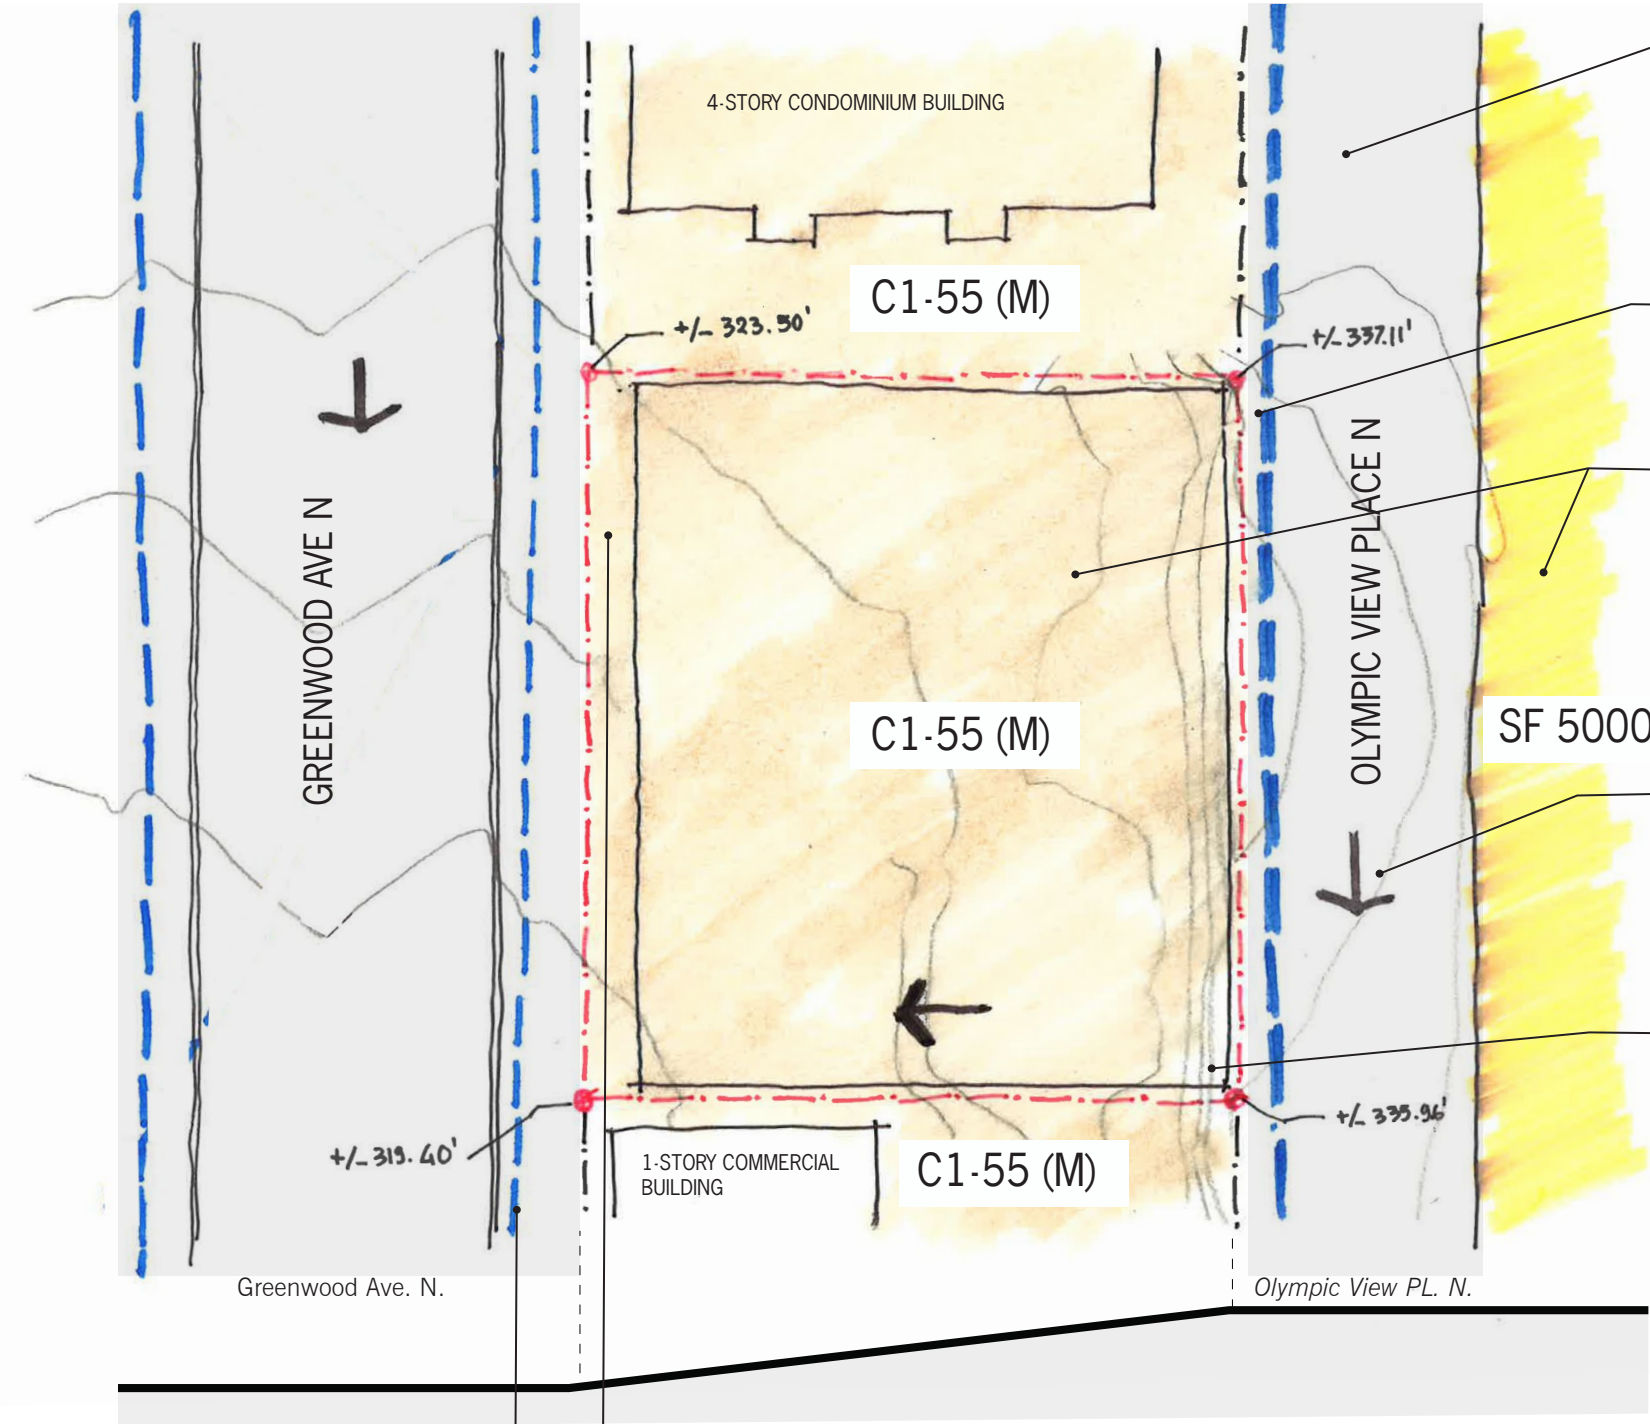 4-STORY CONDOMINIUM BUILDING
C1-55 (M)
+/- 323.50'
+/- 337.11'
GREENWOOD AVE N
OLYMPIC VIEW PLACE N
C1-55 (M)
SF 5000
+/- 319.40'
+/- 335.96'
1-STORY COMMERCIAL
BUILDING
C1-55 (M)
Greenwood Ave. N.
Olympic View PL. N.